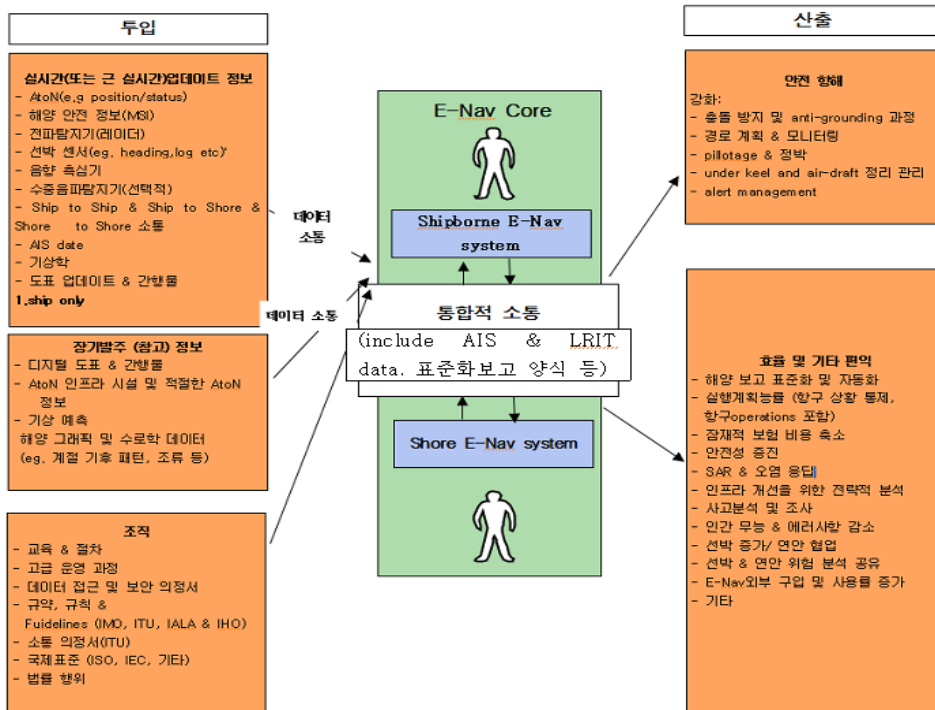 투입
실시간(또는 근 실시간)업데이트 정보
- AtoN(e.g position/status)
- 해양 안전 정보(MSI)
- 전파탐지기(레이더)
- 선박 센서(eg. heading,log etc)'
- 음향 측심기
- 수중음파탐지기(선택적)
- Ship to Ship & Ship to Shore &
Shore to Shore 소통
- AIS date
- 기상학
- 도표 업데이트 & 간행물
1.ship only
장기발주 (참고) 정보
- 디지털 도표 & 간행물
- AtoN 인프라 시설 및 적절한 AtoN
정보
- 기상 예측
해양 그래픽 및 수로학 데이터
(eg. 계절 기후 패턴, 조류 등)
조직
- 교육 & 절차
- 고급 운영 과정
- 데이터 접근 및 보안 의정서
- 규약, 규칙 &
Fuidelines (IMO, ITU, IALA & IHO)
- 소통 의정서(ITU)
- 국제표준 (ISO, IEC, 기타)
- 법률 행위
데이터
소통
데이터 소통
E-Nav Core
Shipborne E-Nav
system
통합적 소통
(include AIS & LRIT
data. 표준화보고 양식 등)
Shore E-Nav system
산출
안전 항해
강화:
- 충돌 방지 및 anti-grounding 과정
- 경로 계획 & 모니터링
- pillotage & 정박
- under keel and air-draft 정리 관리
- alert management
효율 및 기타 편익
- 해양 보고 표준화 및 자동화
- 실행계획능률 (항구 상황 통제,
항구operations 포함)
- 잠재적 보험 비용 축소
- 안전성 증진
- SAR & 오염 응답
- 인프라 개선을 위한 전략적 분석
- 사고분석 및 조사
- 인간 무능 & 에러사항 감소
- 선박 증가/ 연안 협업
- 선박 & 연안 위험 분석 공유
- E-Nav외부 구입 및 사용률 증가
- 기타